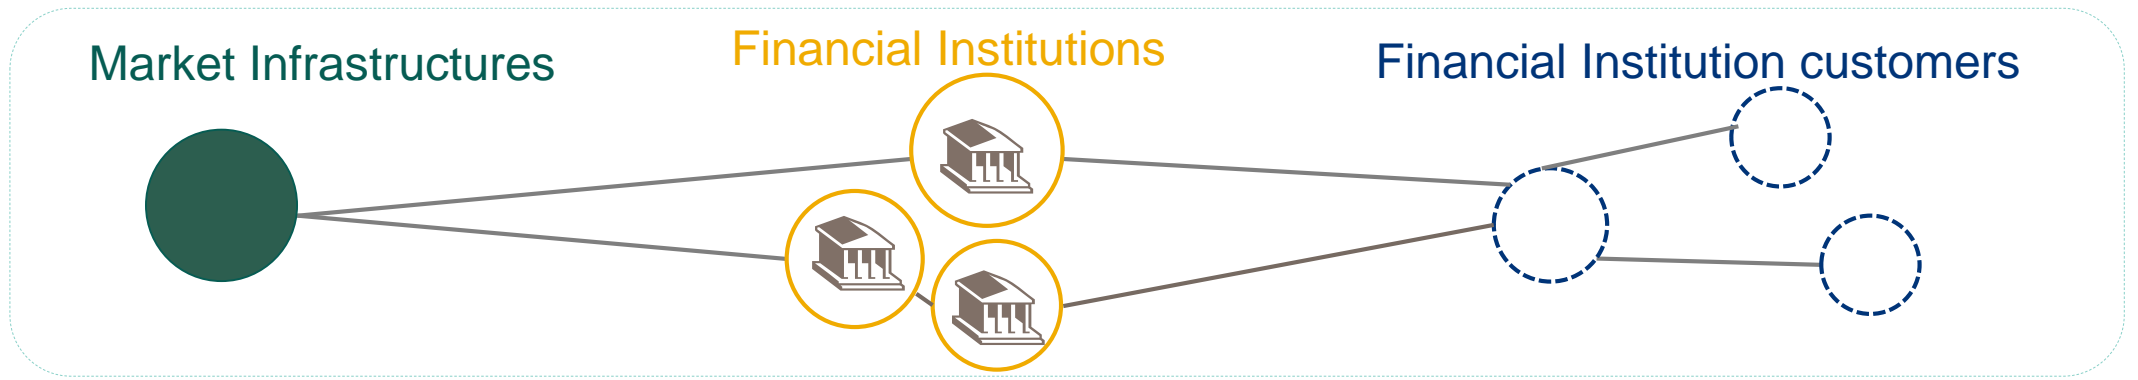 Market Infrastructures
Financial Institutions
Financial Institution customers